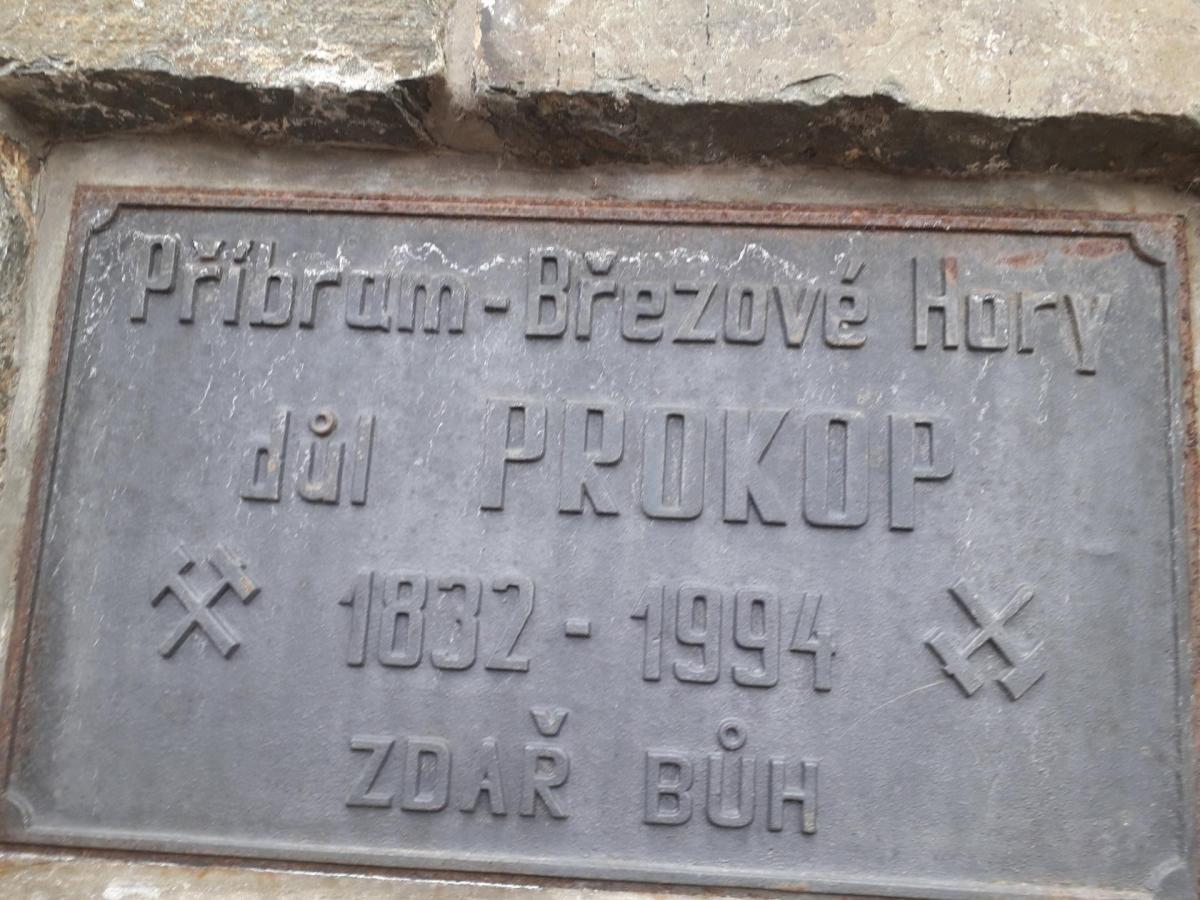 Příbram-Březové Hory
důl PROKOP
1832 - 1994
ZDAŘ BŮH